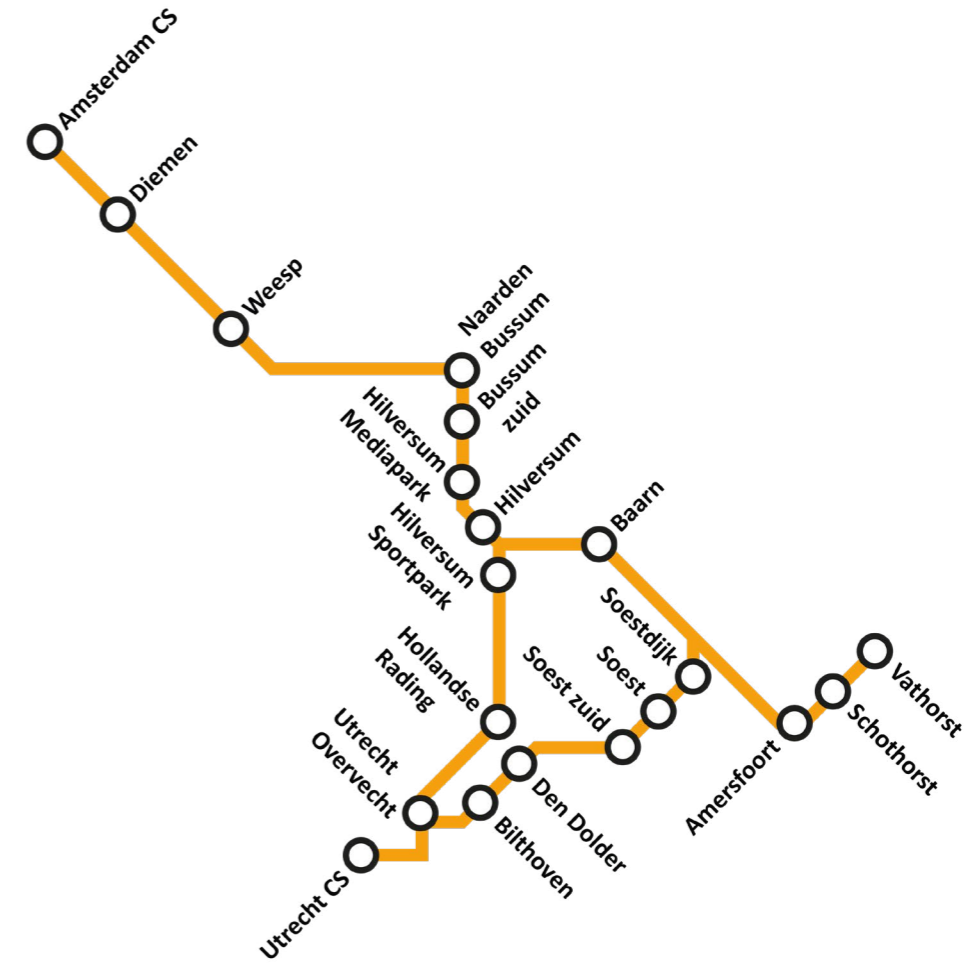 Amsterdam CS
Diemen
Weesp
Naarden
Bussum
Bussum
zuid
Hilversum
Mediapark
Hilversum
Hilversum
Sportpark
Baarn
Soestdijk
Soest
Soest zuid
Hollandse
Rading
Utrecht
Overvecht
Vathorst
Schothorst
Amersfoort
Den Dolder
Bilthoven
Utrecht CS